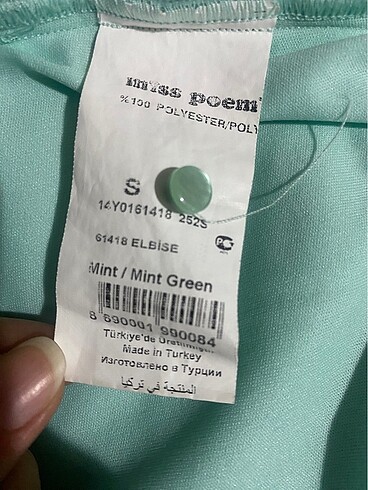 miss poem
%100 POLYESTER/POLY
S
14Y0161418 252S
61418 ELBİSE
Mint / Mint Green
8 690001 990084
Türkiye'de Üretilmiştir
Made in Turkey
Изготовлено в Турции
المنتجة في تركيا